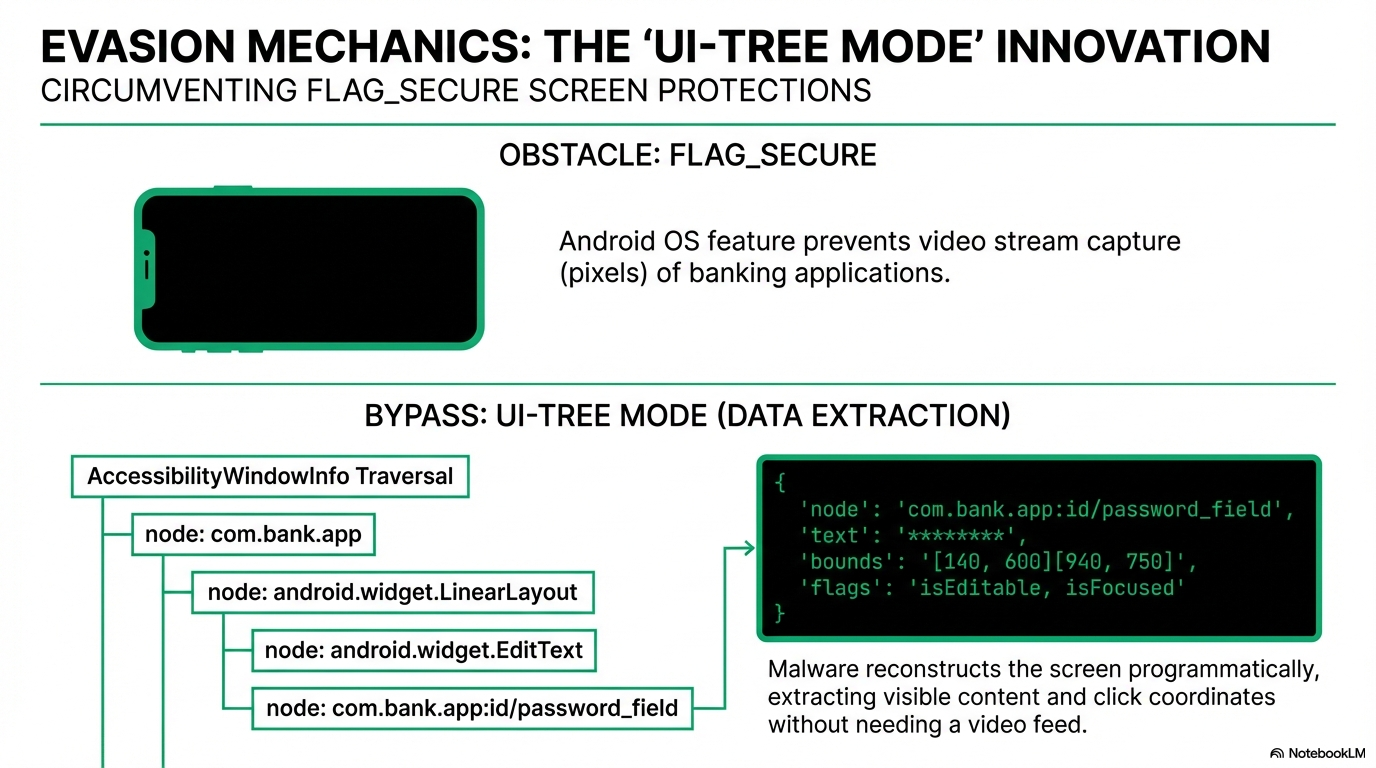 EVASION MECHANICS: THE ‘UI-TREE MODE’ INNOVATION
CIRCUMVENTING FLAG_SECURE SCREEN PROTECTIONS
OBSTACLE: FLAG_SECURE
Android OS feature prevents video stream capture
(pixels) of banking applications.
BYPASS: UI-TREE MODE (DATA EXTRACTION)
AccessibilityWindowInfo Traversal
node: com.bank.app
node: android.widget.LinearLayout
node: android.widget.EditText
node: com.bank.app:id/password_field
{
'node': 'com.bank.app:id/password_field',
'text': '********',
'bounds': '[140, 600][940, 750]',
'flags': 'isEditable, isFocused'
}
Malware reconstructs the screen programmatically,
extracting visible content and click coordinates
without needing a video feed.
NotebookLM